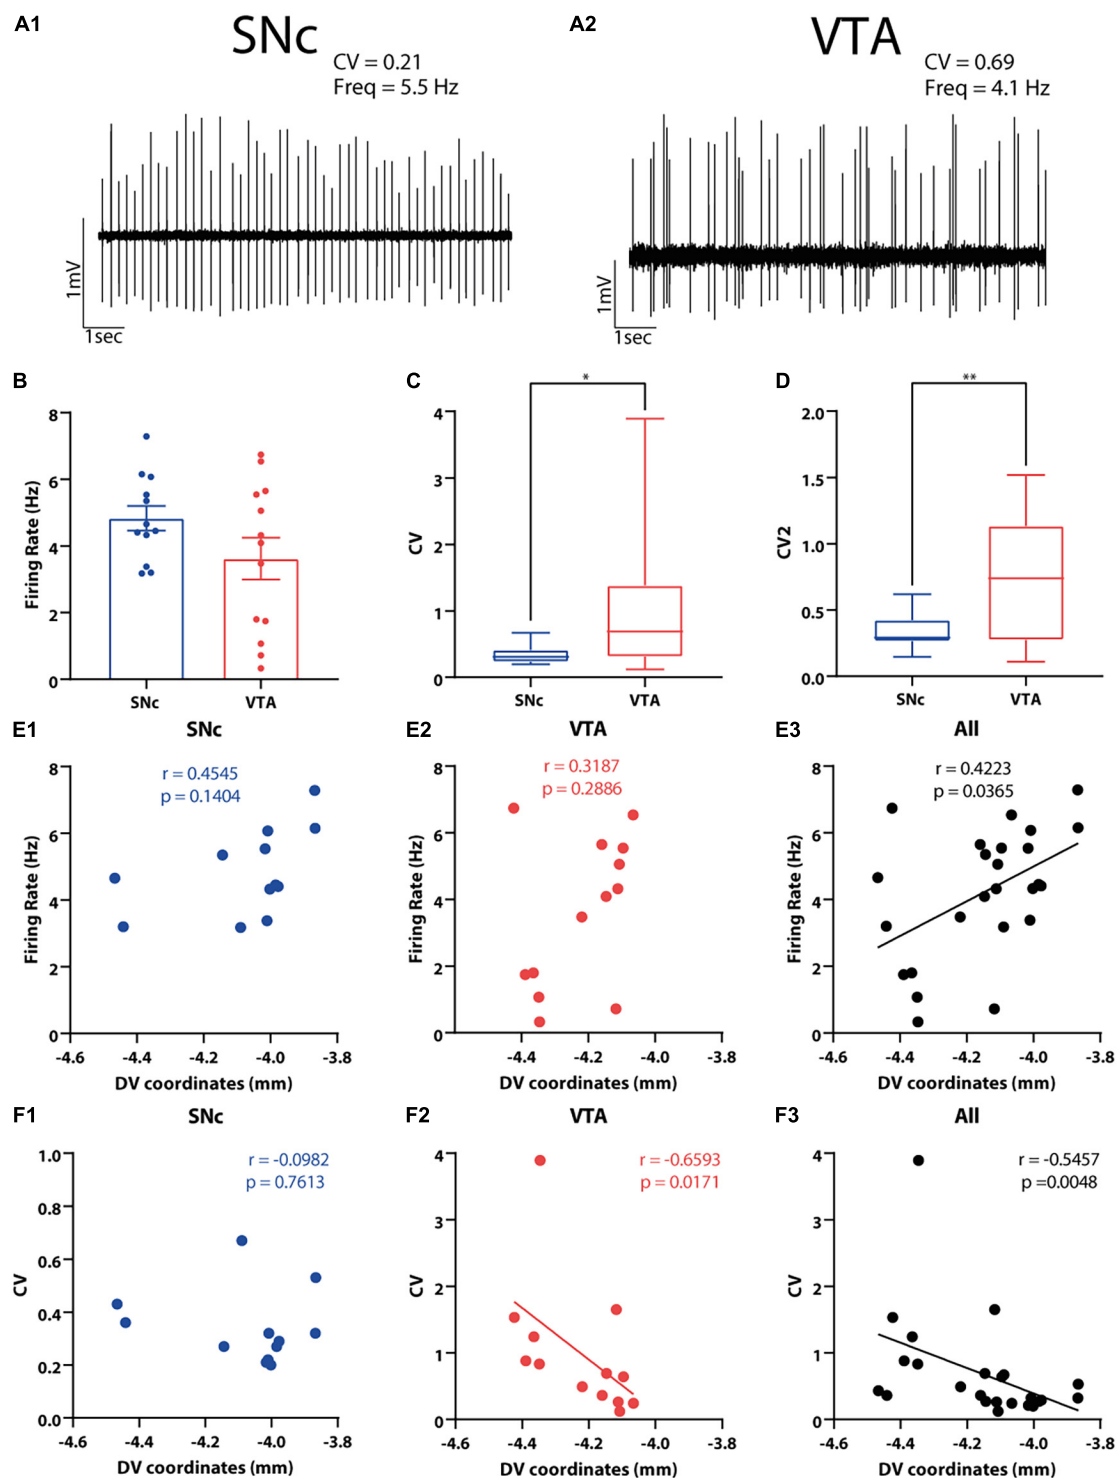 A1
SNc
CV = 0.21
Freq = 5.5 Hz
1mV
1sec
A2
VTA
CV = 0.69
Freq = 4.1 Hz
1mV
1sec
B
8
6
4
2
0
Firing Rate (Hz)
SNc
VTA
C
*
4
3
2
1
0
CV
SNc
VTA
D
**
2.0
1.5
1.0
0.5
0.0
CV2
SNc
VTA
E1
SNc
r = 0.4545
p = 0.1404
8
6
4
2
0
Firing Rate (Hz)
-4.6 -4.4 -4.2 -4.0 -3.8
DV coordinates (mm)
E2
VTA
r = 0.3187
p = 0.2886
8
6
4
2
0
Firing Rate (Hz)
-4.4 -4.2 -4.0 -3.8
DV coordinates (mm)
E3
All
r = 0.4223
p = 0.0365
8
6
4
2
0
Firing Rate (Hz)
-4.6 -4.4 -4.2 -4.0 -3.8
DV coordinates (mm)
F1
SNc
r = -0.0982
p = 0.7613
1.0
0.8
0.6
0.4
0.2
0.0
CV
-4.6 -4.4 -4.2 -4.0 -3.8
DV coordinates (mm)
F2
VTA
r = -0.6593
p = 0.0171
4
3
2
1
0
CV
-4.6 -4.4 -4.2 -4.0 -3.8
DV coordinates (mm)
F3
All
r = -0.5457
p =0.0048
4
3
2
1
0
CV
-4.6 -4.4 -4.2 -4.0 -3.8
DV coordinates (mm)